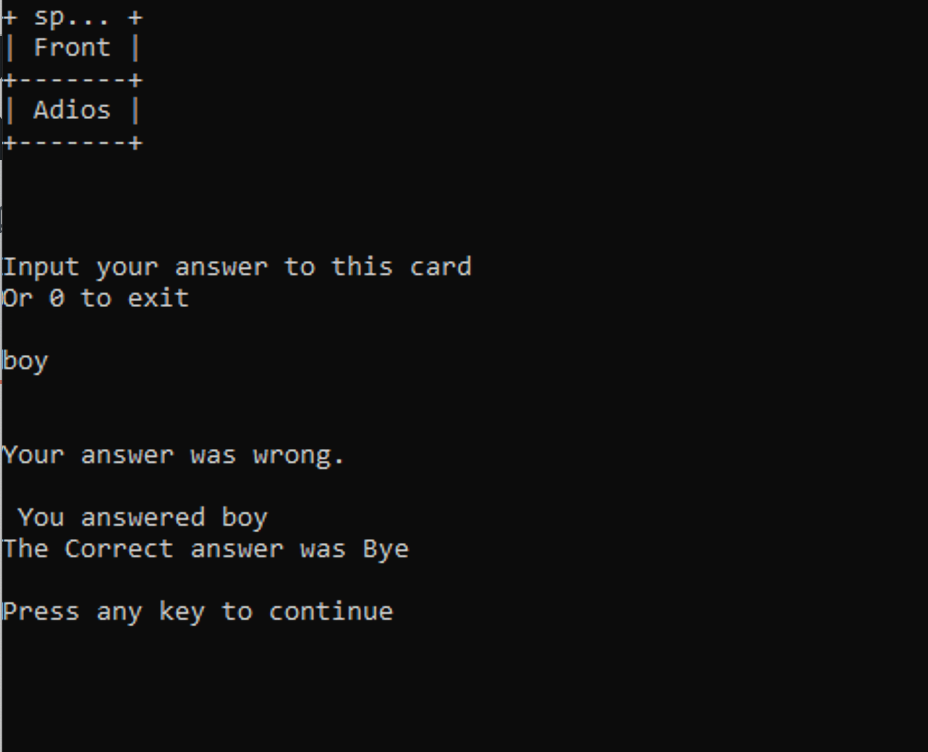 + sp... +
| Front |
+-------+
| Adios |
+-------+
Input your answer to this card
Or 0 to exit
boy
Your answer was wrong.
You answered boy
The Correct answer was Bye
Press any key to continue